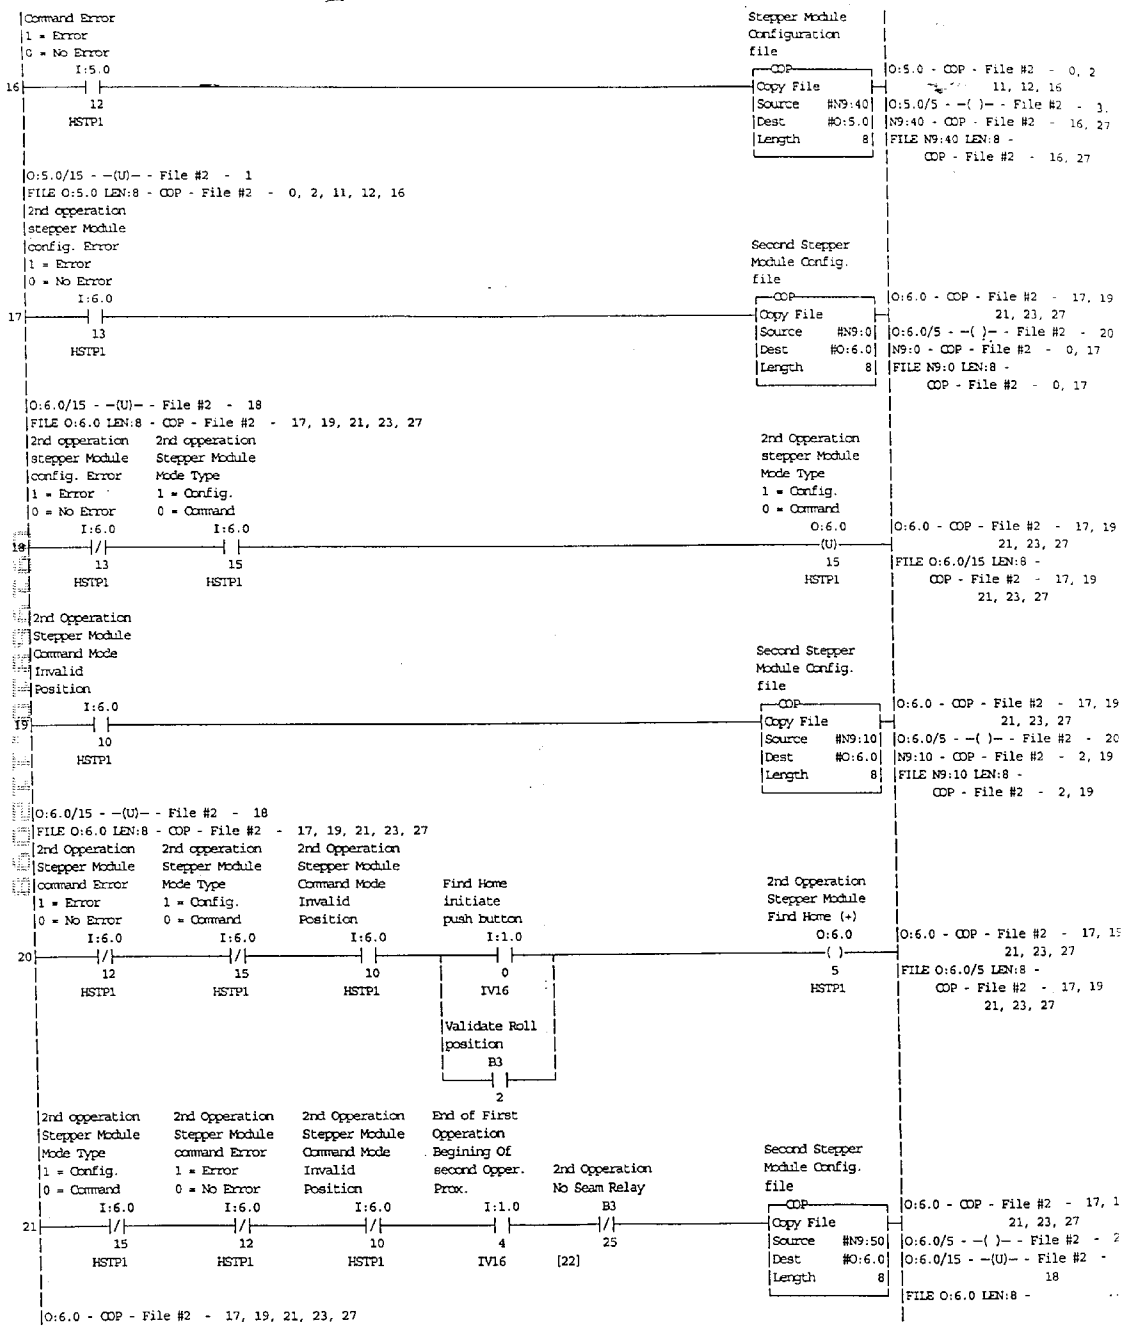 Command Error
1 = Error
0 = No Error
I:5.0
16
12
HSTP1
Stepper Module
Configuration
file
COP
Copy File
Source #N9:40
Dest #O:5.0
Length 8
O:5.0 - COP - File #2 - 0, 2
11, 12, 16
O:5.0/5 - -( )- - File #2 - 3,
N9:40 - COP - File #2 - 16, 27
FILE N9:40 LEN:8 -
COP - File #2 - 16, 27
O:5.0/15 - -(U)- - File #2 - 1
FILE O:5.0 LEN:8 - COP - File #2 - 0, 2, 11, 12, 16
2nd opperation
stepper Module
config. Error
1 = Error
0 = No Error
I:6.0
17
13
HSTP1
Second Stepper
Module Config.
file
COP
Copy File
Source #N9:0
Dest #O:6.0
Length 8
O:6.0 - COP - File #2 - 17, 19
21, 23, 27
O:6.0/5 - -( )- - File #2 - 20
N9:0 - COP - File #2 - 0, 17
FILE N9:0 LEN:8 -
COP - File #2 - 0, 17
O:6.0/15 - -(U)- - File #2 - 18
FILE O:6.0 LEN:8 - COP - File #2 - 17, 19, 21, 23, 27
2nd opperation 2nd opperation
stepper Module Stepper Module
config. Error Mode Type
1 = Error 1 = Config.
0 = No Error 0 = Command
I:6.0 I:6.0
18
13 15
HSTP1 HSTP1
2nd Opperation
stepper Module
Mode Type
1 = Config.
0 = Command
O:6.0
(U)
15
HSTP1
O:6.0 - COP - File #2 - 17, 19
21, 23, 27
FILE O:6.0/15 LEN:8 -
COP - File #2 - 17, 19
21, 23, 27
2nd Opperation
Stepper Module
Command Mode
Invalid
Position
I:6.0
19
10
HSTP1
Second Stepper
Module Config.
file
COP
Copy File
Source #N9:10
Dest #O:6.0
Length 8
O:6.0 - COP - File #2 - 17, 19
21, 23, 27
O:6.0/5 - -( )- - File #2 - 20
N9:10 - COP - File #2 - 2, 19
FILE N9:10 LEN:8 -
COP - File #2 - 2, 19
O:6.0/15 - -(U)- - File #2 - 18
FILE O:6.0 LEN:8 - COP - File #2 - 17, 19, 21, 23, 27
2nd Opperation 2nd opperation 2nd Opperation
Stepper Module Stepper Module Stepper Module
command Error Mode Type Command Mode Find Home
1 = Error 1 = Config. Invalid initiate
0 = No Error 0 = Command Position push button
I:6.0 I:6.0 I:6.0 I:1.0
20
12 15 10 0
HSTP1 HSTP1 HSTP1 IV16
Validate Roll
position
B3
2
2nd Opperation
Stepper Module
Find Home (+)
O:6.0
( )
5
HSTP1
O:6.0 - COP - File #2 - 17, 19
21, 23, 27
FILE O:6.0/5 LEN:8 -
COP - File #2 - 17, 19
21, 23, 27
2nd opperation 2nd Opperation 2nd Opperation End of First
Stepper Module Stepper Module Stepper Module Opperation
Mode Type command Error Command Mode Begining Of
1 = Config. 1 = Error Invalid second Opper. 2nd Opperation
0 = Command 0 = No Error Position Prox. No Seam Relay
I:6.0 I:6.0 I:6.0 I:1.0 B3
21
15 12 10 4 25
HSTP1 HSTP1 HSTP1 IV16 [22]
Second Stepper
Module Config.
file
COP
Copy File
Source #N9:50
Dest #O:6.0
Length 8
O:6.0 - COP - File #2 - 17, 1
21, 23, 27
O:6.0/5 - -( )- - File #2 - 2
O:6.0/15 - -(U)- - File #2 -
18
FILE O:6.0 LEN:8 -
O:6.0 - COP - File #2 - 17, 19, 21, 23, 27